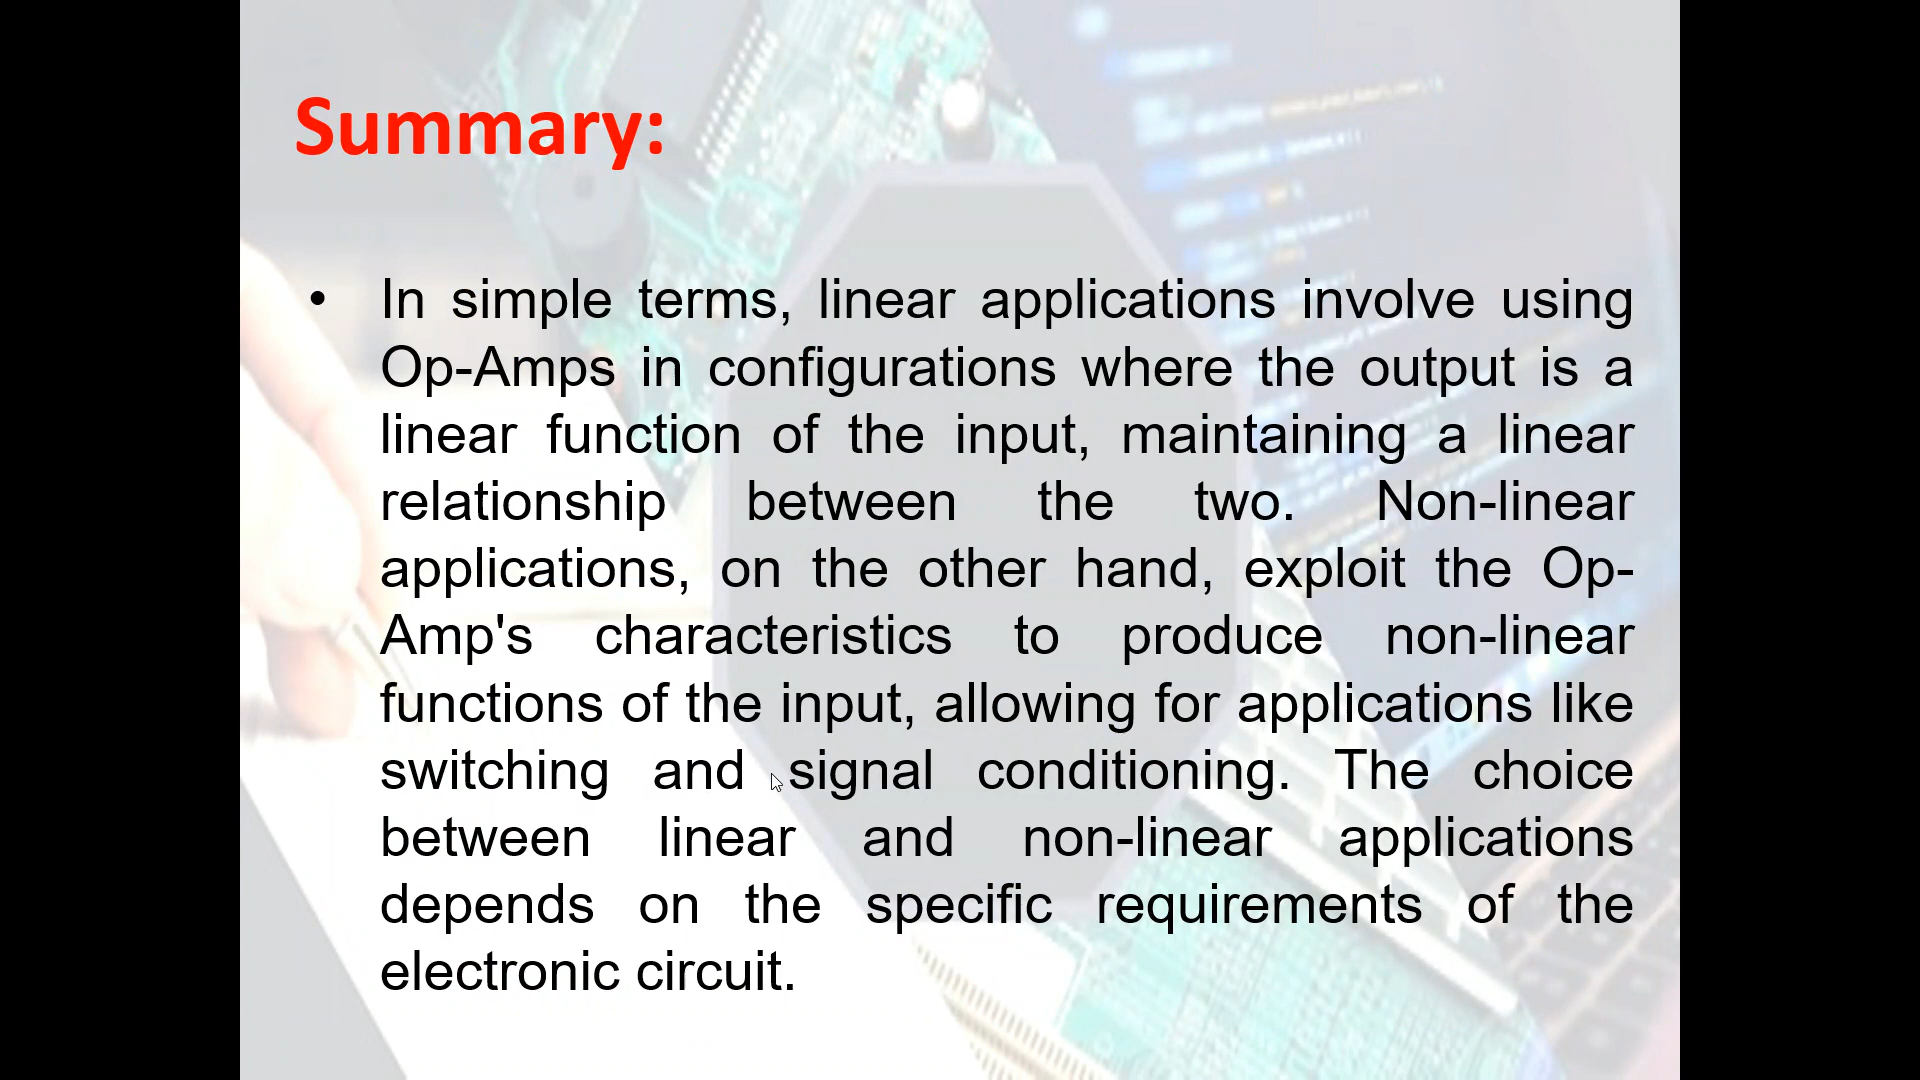 Summary:
• In simple terms, linear applications involve using
Op-Amps in configurations where the output is a
linear function of the input, maintaining a linear
relationship between the two. Non-linear
applications, on the other hand, exploit the Op-
Amp's characteristics to produce non-linear
functions of the input, allowing for applications like
switching and signal conditioning. The choice
between linear and non-linear applications
depends on the specific requirements of the
electronic circuit.